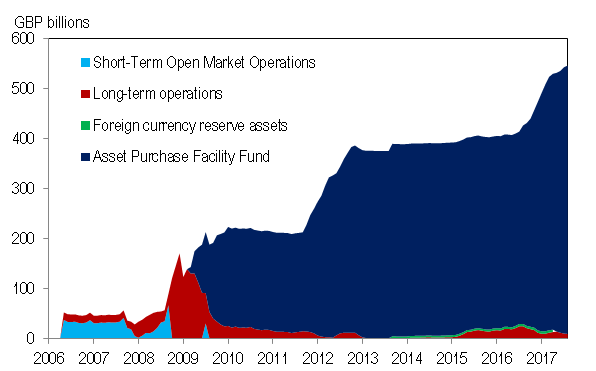 GBP billions
600
500
400
300
200
100
0
Short-Term Open Market Operations
Long-term operations
Foreign currency reserve assets
Asset Purchase Facility Fund
2006 2007 2008 2009 2010 2011 2012 2013 2014 2015 2016 2017